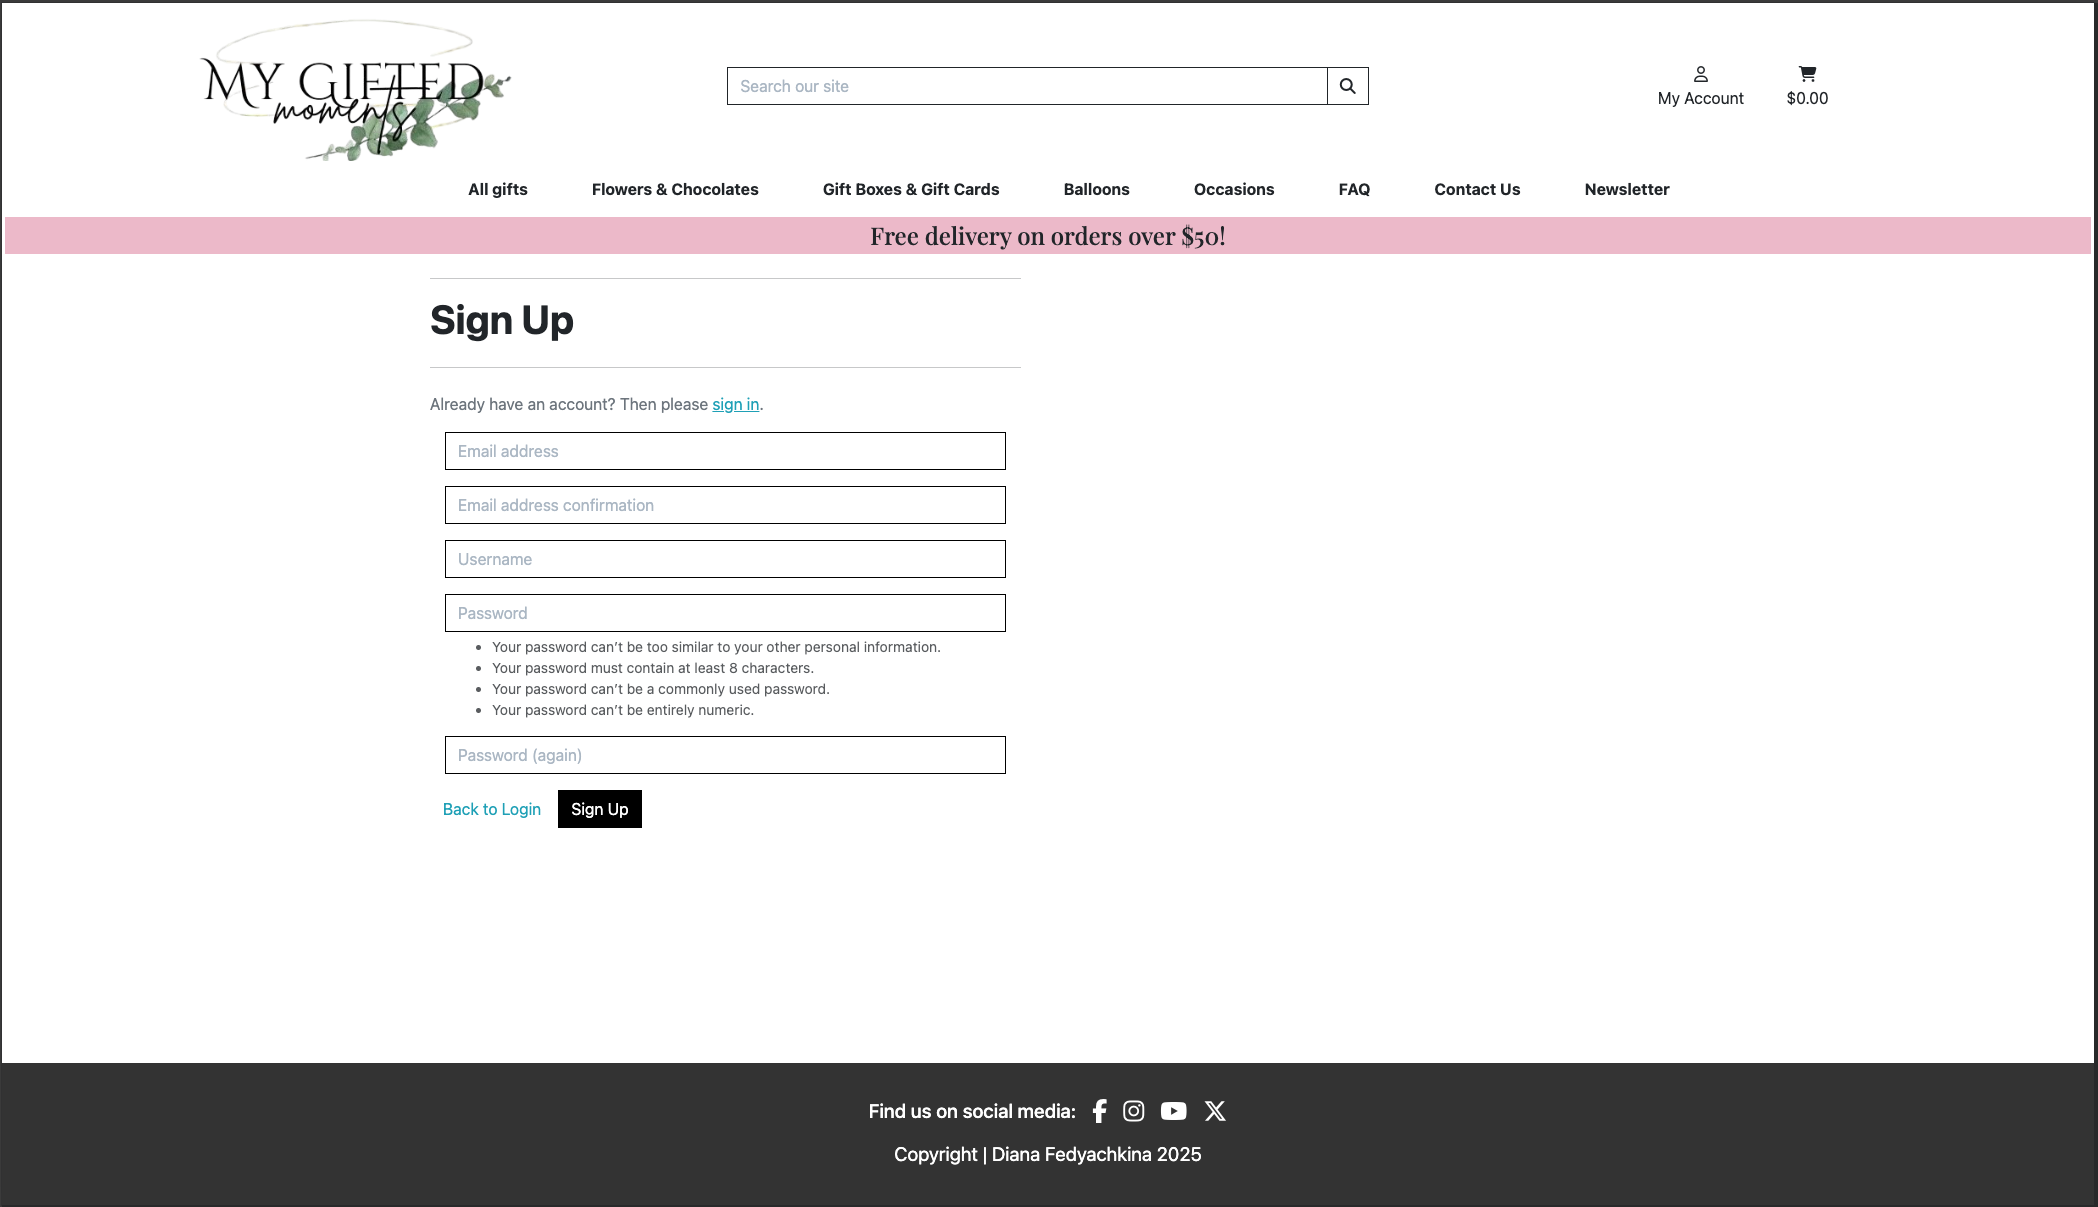 MY GIFTED
moments
Search our site
My Account
$0.00
All gifts
Flowers & Chocolates
Gift Boxes & Gift Cards
Balloons
Occasions
FAQ
Contact Us
Newsletter
Free delivery on orders over $50!
Sign Up
Already have an account? Then please sign in.
Email address
Email address confirmation
Username
Password
Your password can’t be too similar to your other personal information.
Your password must contain at least 8 characters.
Your password can’t be a commonly used password.
Your password can’t be entirely numeric.
Password (again)
Back to Login
Sign Up
Find us on social media:
Copyright | Diana Fedyachkina 2025